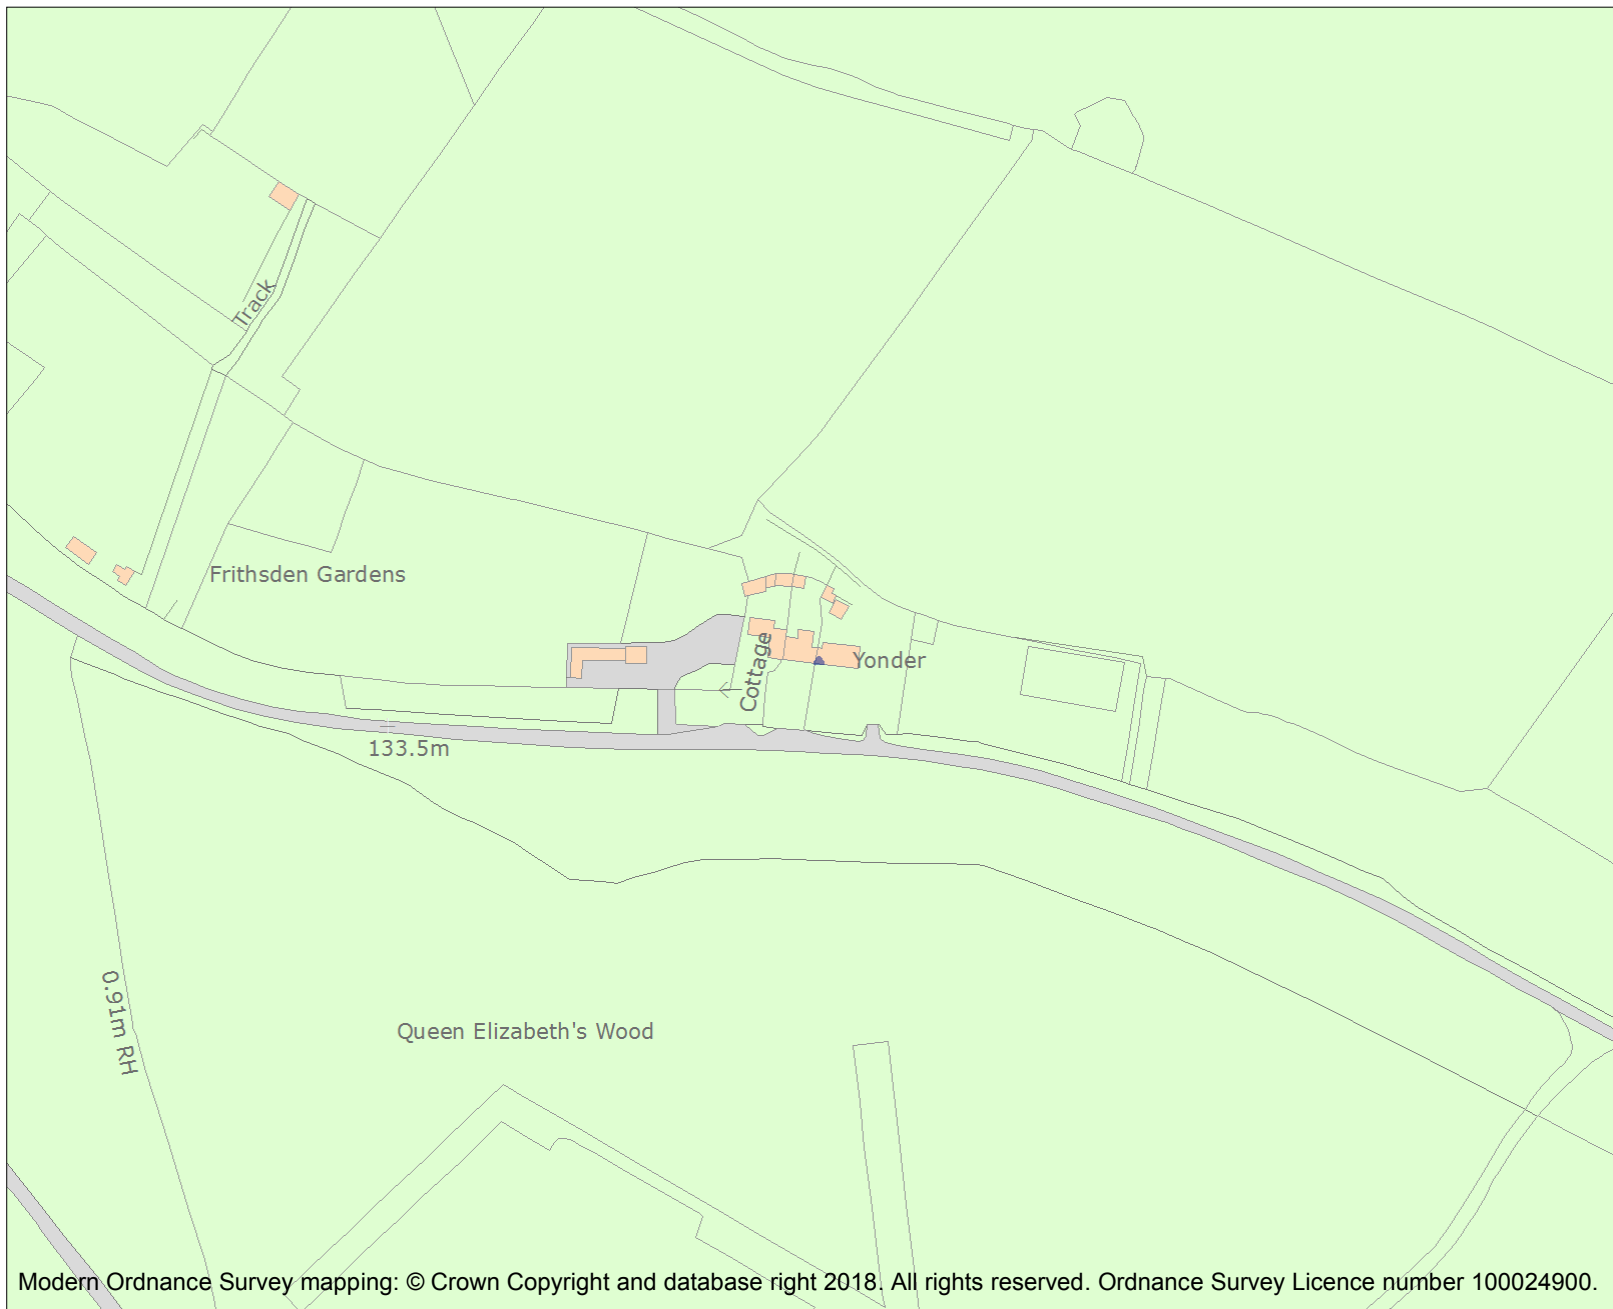 Track
Frithsden Gardens
Cottage
Yonder
133.5m
0.91m RH
Queen Elizabeth's Wood
Modern Ordnance Survey mapping: © Crown Copyright and database right 2018. All rights reserved. Ordnance Survey Licence number 100024900.